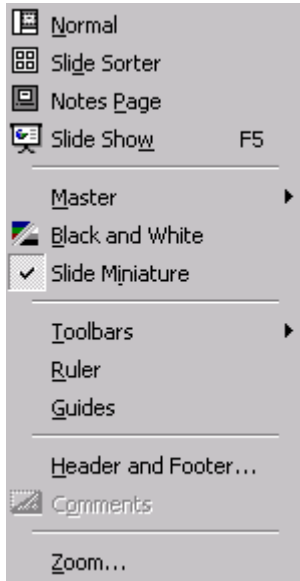 Normal
Slide Sorter
Notes Page
Slide Show F5
Master
Black and White
Slide Miniature
Toolbars
Ruler
Guides
Header and Footer...
Comments
Zoom...